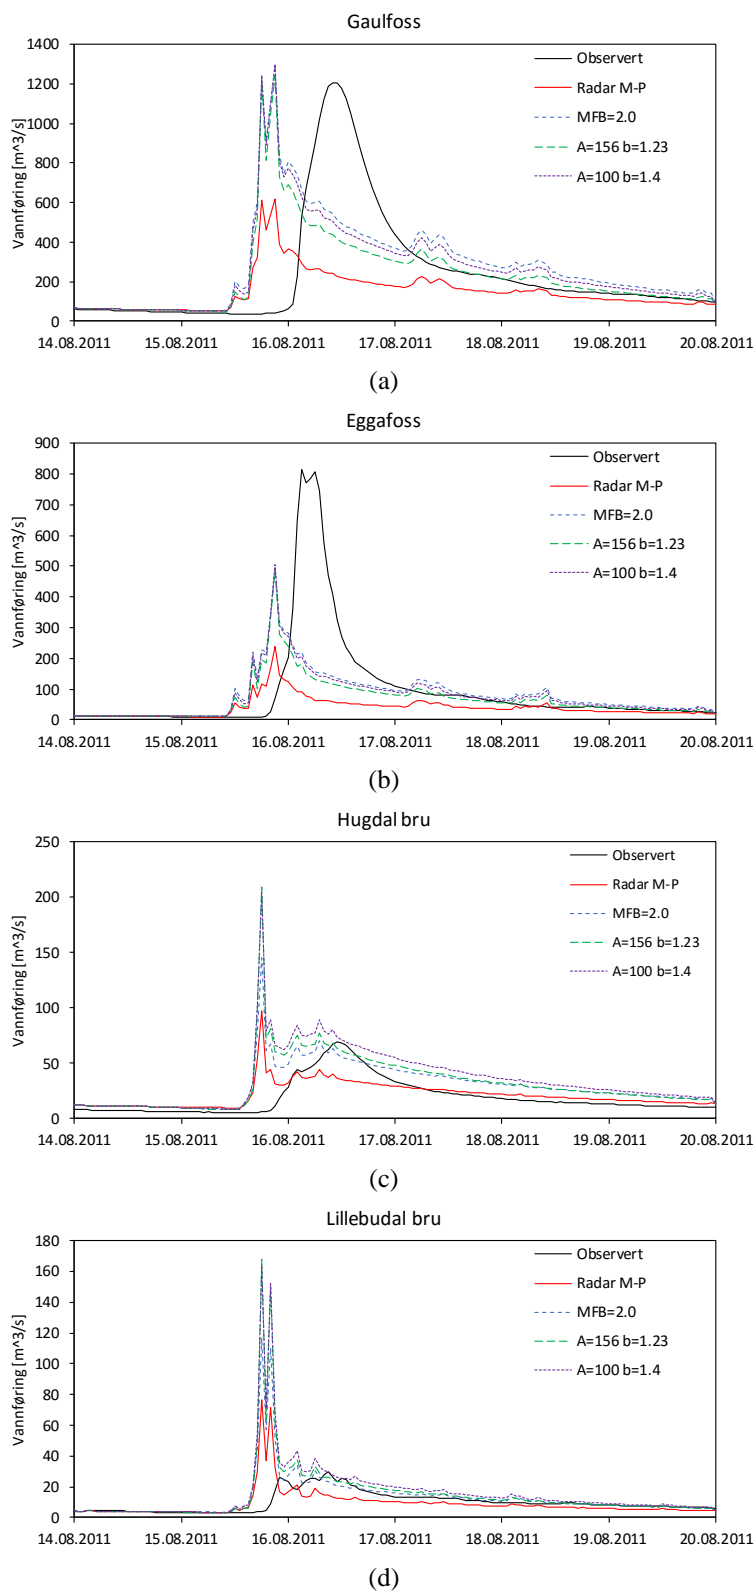 Gaulfoss
1400
1200
1000
800
600
400
200
0
Vannføring [m^3/s]
Observert
Radar M-P
MFB=2.0
A=156 b=1.23
A=100 b=1.4
14.08.2011 15.08.2011 16.08.2011 17.08.2011 18.08.2011 19.08.2011 20.08.2011
(a)
Eggafoss
900
800
700
600
500
400
300
200
100
0
Vannføring [m^3/s]
Observert
Radar M-P
MFB=2.0
A=156 b=1.23
A=100 b=1.4
14.08.2011 15.08.2011 16.08.2011 17.08.2011 18.08.2011 19.08.2011 20.08.2011
(b)
Hugdal bru
250
200
150
100
50
0
Vannføring [m^3/s]
Observert
Radar M-P
MFB=2.0
A=156 b=1.23
A=100 b=1.4
14.08.2011 15.08.2011 16.08.2011 17.08.2011 18.08.2011 19.08.2011 20.08.2011
(c)
Lillebudal bru
180
160
140
120
100
80
60
40
20
0
Vannføring [m^3/s]
Observert
Radar M-P
MFB=2.0
A=156 b=1.23
A=100 b=1.4
14.08.2011 15.08.2011 16.08.2011 17.08.2011 18.08.2011 19.08.2011 20.08.2011
(d)